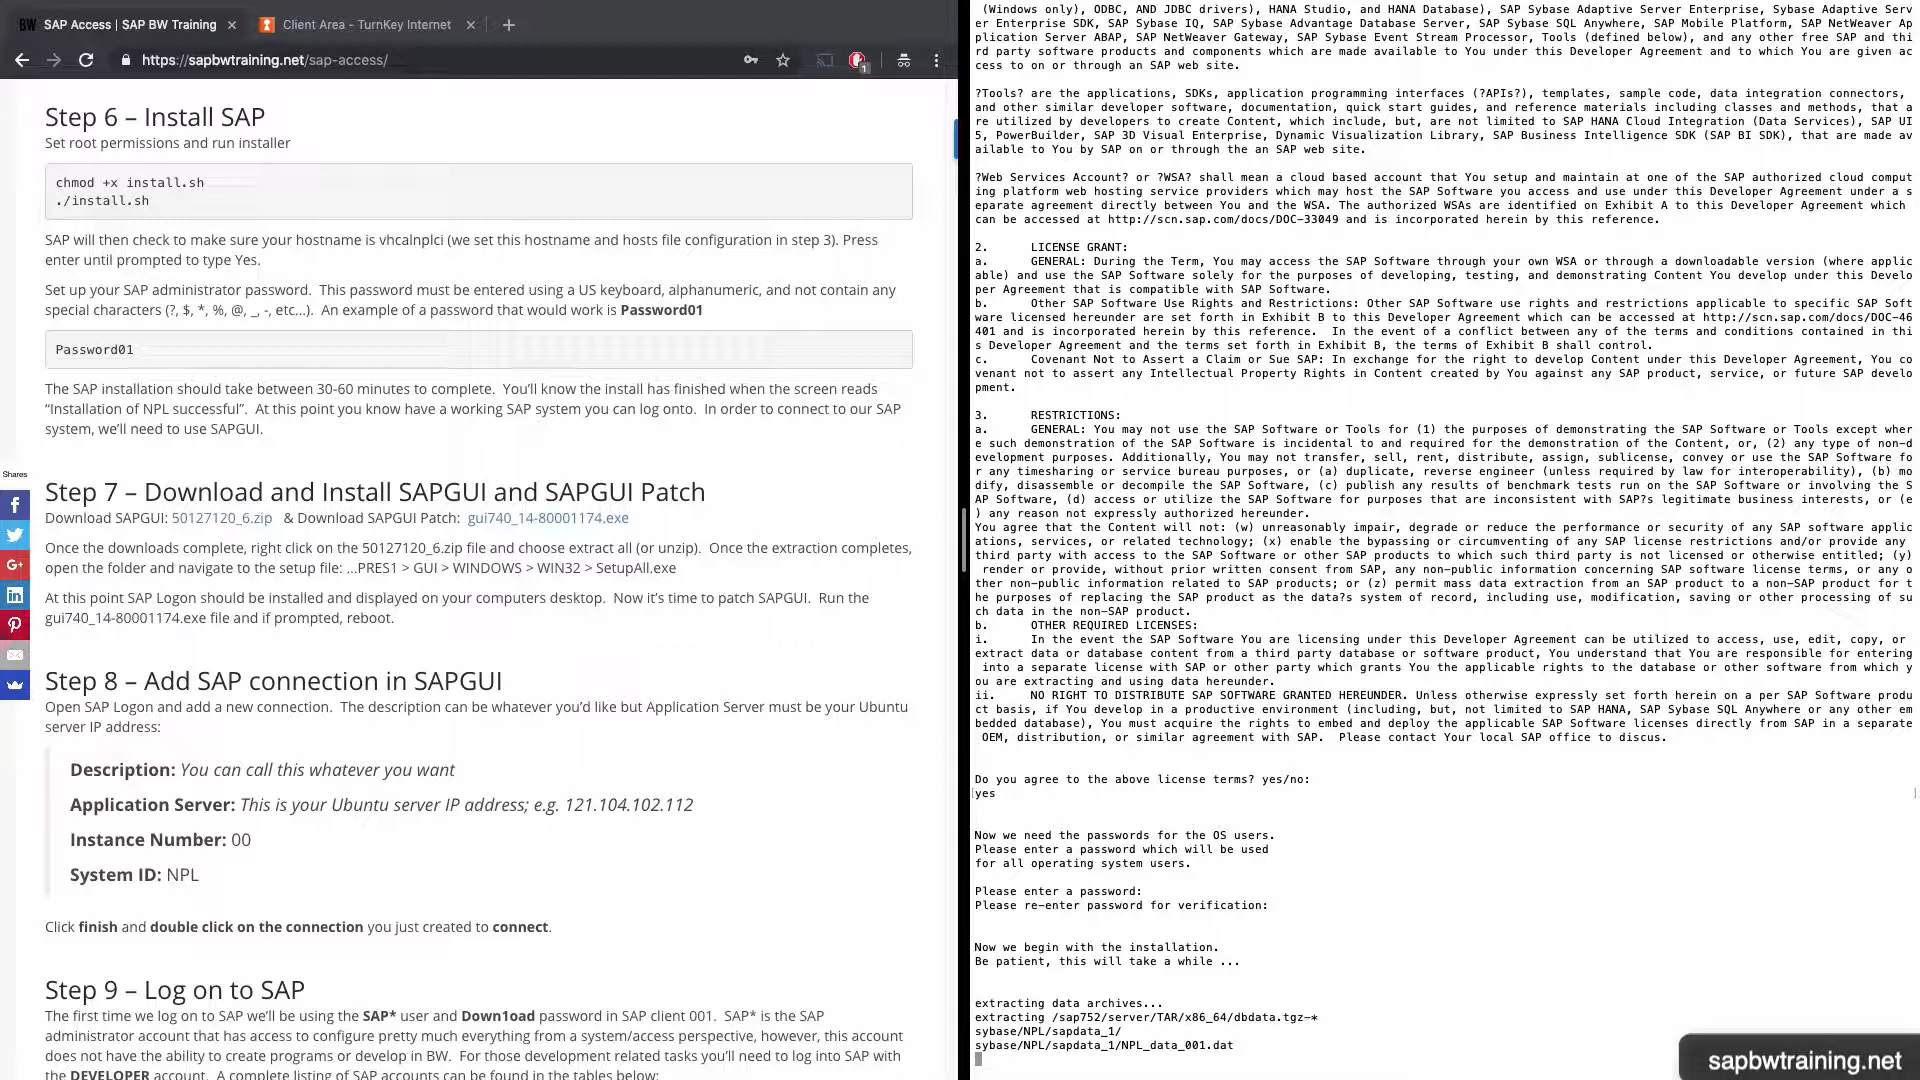 BW SAP Access | SAP BW Training
Client Area - TurnKey Internet
https://sapbwtraining.net/sap-access/
1
Step 6 – Install SAP
Set root permissions and run installer
chmod +x install.sh
./install.sh
SAP will then check to make sure your hostname is vhcalnplci (we set this hostname and hosts file configuration in step 3). Press
enter until prompted to type Yes.
Set up your SAP administrator password.  This password must be entered using a US keyboard, alphanumeric, and not contain any
special characters (?, $, *, %, @, _, -, etc...).  An example of a password that would work is Password01
Password01
The SAP installation should take between 30-60 minutes to complete.  You'll know the install has finished when the screen reads
“Installation of NPL successful”.  At this point you know have a working SAP system you can log onto.  In order to connect to our SAP
system, we'll need to use SAPGUI.
Shares
Step 7 – Download and Install SAPGUI and SAPGUI Patch
Download SAPGUI: 50127120_6.zip   & Download SAPGUI Patch:  gui740_14-80001174.exe
Once the downloads complete, right click on the 50127120_6.zip file and choose extract all (or unzip).  Once the extraction completes,
open the folder and navigate to the setup file: ...PRES1 > GUI > WINDOWS > WIN32 > SetupAll.exe
At this point SAP Logon should be installed and displayed on your computers desktop.  Now it's time to patch SAPGUI.  Run the
gui740_14-80001174.exe file and if prompted, reboot.
Step 8 – Add SAP connection in SAPGUI
Open SAP Logon and add a new connection.  The description can be whatever you'd like but Application Server must be your Ubuntu
server IP address:
Description: You can call this whatever you want
Application Server: This is your Ubuntu server IP address; e.g. 121.104.102.112
Instance Number: 00
System ID: NPL
Click finish and double click on the connection you just created to connect.
Step 9 – Log on to SAP
The first time we log on to SAP we'll be using the SAP* user and Down1oad password in SAP client 001.  SAP* is the SAP
administrator account that has access to configure pretty much everything from a system/access perspective, however, this account
does not have the ability to create programs or develop in BW.  For those development related tasks you'll need to log into SAP with
the DEVELOPER account.  A complete listing of SAP accounts can be found in the tables below:
(Windows only), ODBC, AND JDBC drivers), HANA Studio, and HANA Database), SAP Sybase Adaptive Server Enterprise, Sybase Adaptive Serv
er Enterprise SDK, SAP Sybase IQ, SAP Sybase Advantage Database Server, SAP Sybase SQL Anywhere, SAP Mobile Platform, SAP NetWeaver Ap
plication Server ABAP, SAP NetWeaver Gateway, SAP Sybase Event Stream Processor, Tools (defined below), and any other free SAP and thi
rd party software products and components which are made available to You under this Developer Agreement and to which You are given ac
cess to on or through an SAP web site.
?Tools? are the applications, SDKs, application programming interfaces (?APIs?), templates, sample code, data integration connectors,
and other similar developer software, documentation, quick start guides, and reference materials including classes and methods, that a
re utilized by developers to create Content, which include, but, are not limited to SAP HANA Cloud Integration (Data Services), SAP UI
5, PowerBuilder, SAP 3D Visual Enterprise, Dynamic Visualization Library, SAP Business Intelligence SDK (SAP BI SDK), that are made av
ailable to You by SAP on or through the an SAP web site.
?Web Services Account? or ?WSA? shall mean a cloud based account that You setup and maintain at one of the SAP authorized cloud comput
ing platform web hosting service providers which may host the SAP Software you access and use under this Developer Agreement under a s
eparate agreement directly between You and the WSA. The authorized WSAs are identified on Exhibit A to this Developer Agreement which
can be accessed at http://scn.sap.com/docs/DOC-33049 and is incorporated herein by this reference.
2.      LICENSE GRANT:
a.      GENERAL: During the Term, You may access the SAP Software through your own WSA or through a downloadable version (where applic
able) and use the SAP Software solely for the purposes of developing, testing, and demonstrating Content You develop under this Develo
per Agreement that is compatible with SAP Software.
b.      Other SAP Software Use Rights and Restrictions: Other SAP Software use rights and restrictions applicable to specific SAP Soft
ware licensed hereunder are set forth in Exhibit B to this Developer Agreement which can be accessed at http://scn.sap.com/docs/DOC-46
401 and is incorporated herein by this reference.  In the event of a conflict between any of the terms and conditions contained in thi
s Developer Agreement and the terms set forth in Exhibit B, the terms of Exhibit B shall control.
c.      Covenant Not to Assert a Claim or Sue SAP: In exchange for the right to develop Content under this Developer Agreement, You co
venant not to assert any Intellectual Property Rights in Content created by You against any SAP product, service, or future SAP develo
pment.
3.      RESTRICTIONS:
a.      GENERAL: You may not use the SAP Software or Tools for (1) the purposes of demonstrating the SAP Software or Tools except wher
e such demonstration of the SAP Software is incidental to and required for the demonstration of the Content, or, (2) any type of non-d
evelopment purposes. Additionally, You may not transfer, sell, rent, distribute, assign, sublicense, convey or use the SAP Software fo
r any timesharing or service bureau purposes, or (a) duplicate, reverse engineer (unless required by law for interoperability), (b) mo
dify, disassemble or decompile the SAP Software, (c) publish any results of benchmark tests run on the SAP Software or involving the S
AP Software, (d) access or utilize the SAP Software for purposes that are inconsistent with SAP?s legitimate business interests, or (e
) any reason not expressly authorized hereunder.
You agree that the Content will not: (w) unreasonably impair, degrade or reduce the performance or security of any SAP software applic
ations, services, or related technology; (x) enable the bypassing or circumventing of any SAP license restrictions and/or provide any
third party with access to the SAP Software or other SAP products to which such third party is not licensed or otherwise entitled; (y)
render or provide, without prior written consent from SAP, any non-public information concerning SAP software license terms, or any o
ther non-public information related to SAP products; or (z) permit mass data extraction from an SAP product to a non-SAP product for t
he purposes of replacing the SAP product as the data?s system of record, including use, modification, saving or other processing of su
ch data in the non-SAP product.
b.      OTHER REQUIRED LICENSES:
i.      In the event the SAP Software You are licensing under this Developer Agreement can be utilized to access, use, edit, copy, or
extract data or database content from a third party database or software product, You understand that You are responsible for entering
into a separate license with SAP or other party which grants You the applicable rights to the database or other software from which y
ou are extracting and using data hereunder.
ii.     NO RIGHT TO DISTRIBUTE SAP SOFTWARE GRANTED HEREUNDER. Unless otherwise expressly set forth herein on a per SAP Software produ
ct basis, if You develop in a productive environment (including, but, not limited to SAP HANA, SAP Sybase SQL Anywhere or any other em
bedded database), You must acquire the rights to embed and deploy the applicable SAP Software licenses directly from SAP in a separate
OEM, distribution, or similar agreement with SAP.  Please contact Your local SAP office to discus.
Do you agree to the above license terms? yes/no:
[yes ]
Now we need the passwords for the OS users.
Please enter a password which will be used
for all operating system users.
Please enter a password:
Please re-enter password for verification:
Now we begin with the installation.
Be patient, this will take a while ...
extracting data archives...
extracting /sap752/server/TAR/x86_64/dbdata.tgz-*
sybase/NPL/sapdata_1/
sybase/NPL/sapdata_1/NPL_data_001.dat
sapbwtraining.net